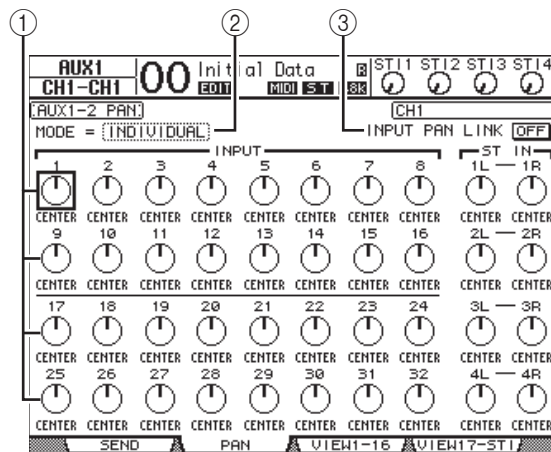 ① ② ③
AUX1 00 Initial Data B STI1 STI2 STI3 STI4
CH1-CH1 EDIT MIDI ST 48k
AUX1-2 PAN CH1
MODE = INDIVIDUAL INPUT PAN LINK OFF
INPUT ST IN
1 2 3 4 5 6 7 8 1L 1R
CENTER CENTER CENTER CENTER CENTER CENTER CENTER CENTER CENTER CENTER
9 10 11 12 13 14 15 16 2L 2R
CENTER CENTER CENTER CENTER CENTER CENTER CENTER CENTER CENTER CENTER
17 18 19 20 21 22 23 24 3L 3R
CENTER CENTER CENTER CENTER CENTER CENTER CENTER CENTER CENTER CENTER
25 26 27 28 29 30 31 32 4L 4R
CENTER CENTER CENTER CENTER CENTER CENTER CENTER CENTER CENTER CENTER
SEND PAN VIEW1-16 VIEW17-STI